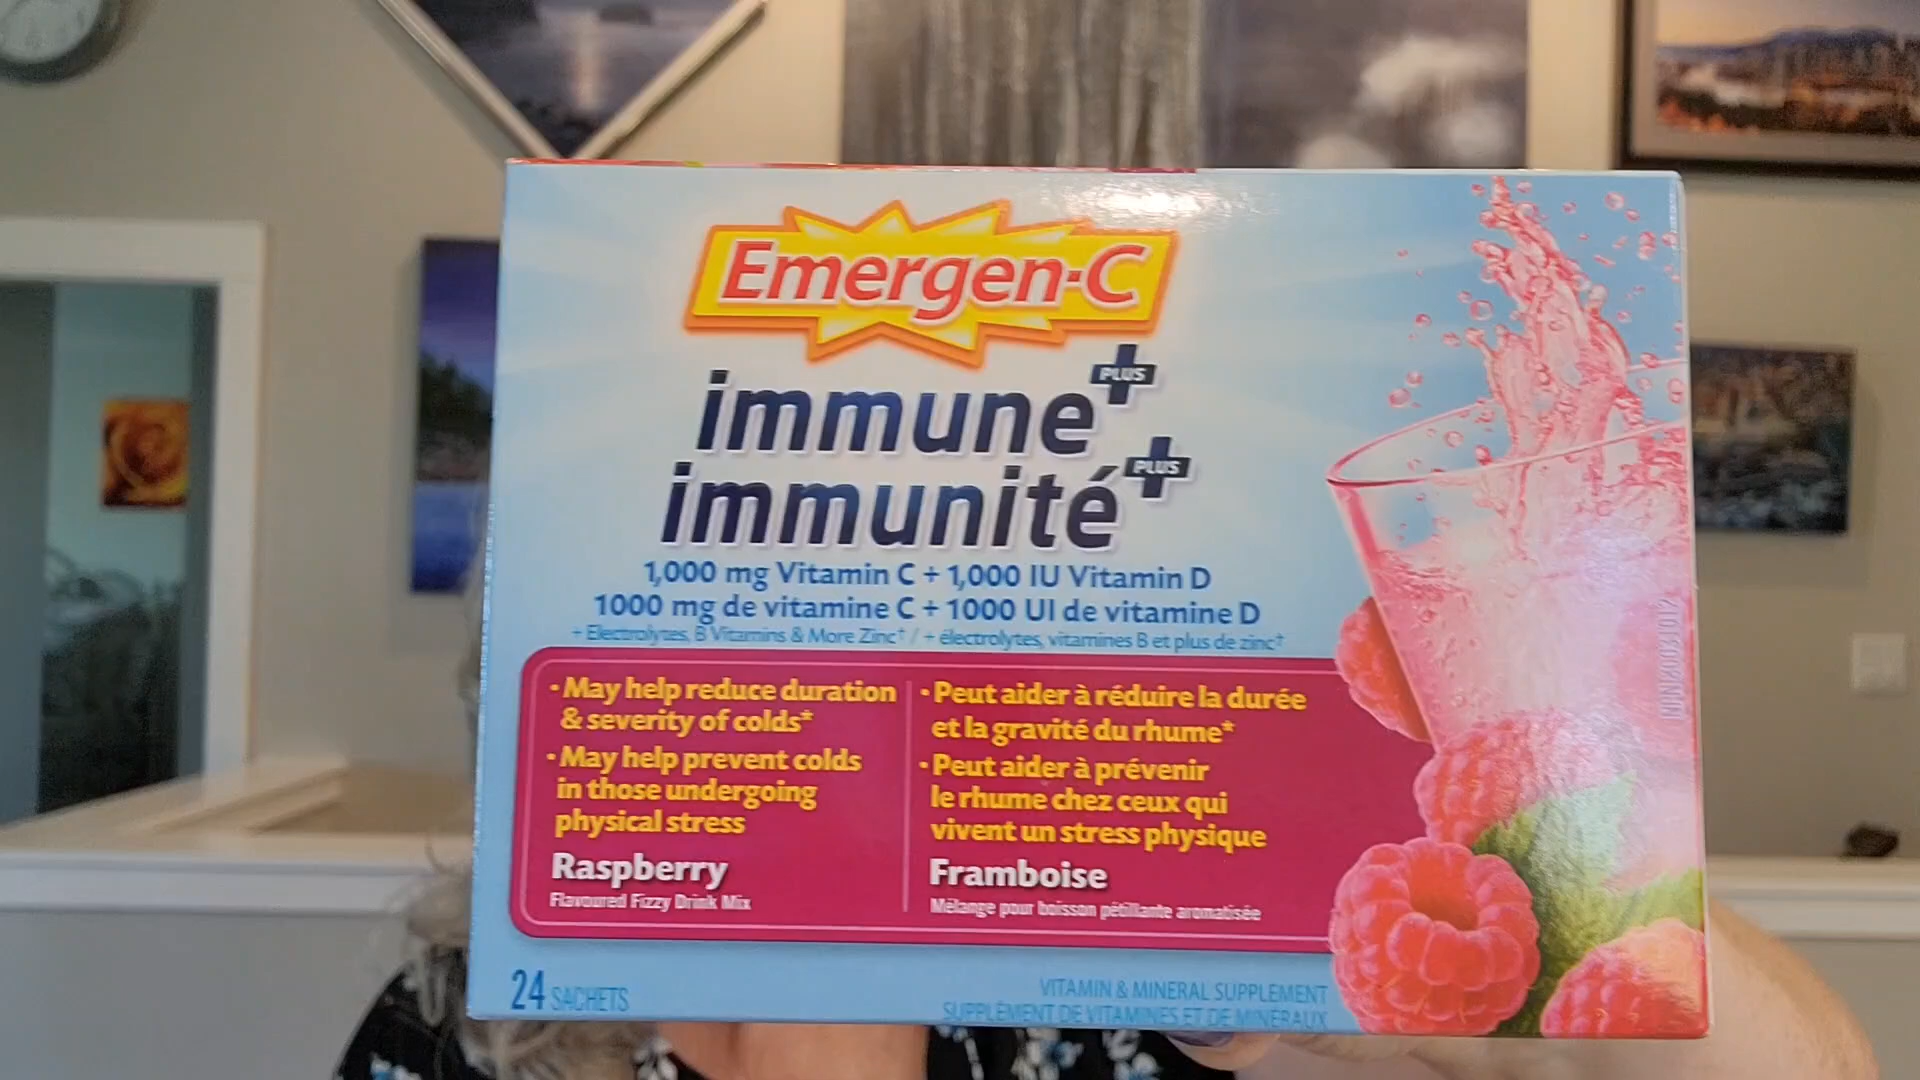 Emergen-C
immune+ PLUS
immunité+ PLUS
1,000 mg Vitamin C + 1,000 IU Vitamin D
1000 mg de vitamine C + 1000 UI de vitamine D
+ Electrolytes, B Vitamins & More Zinc† / + électrolytes, vitamines B et plus de zinc†
• May help reduce duration
& severity of colds*
• May help prevent colds
in those undergoing
physical stress
Raspberry
Flavoured Fizzy Drink Mix
• Peut aider à réduire la durée
et la gravité du rhume*
• Peut aider à prévenir
le rhume chez ceux qui
vivent un stress physique
Framboise
Mélange pour boisson pétillante aromatisée
24 SACHETS
VITAMIN & MINERAL SUPPLEMENT
SUPPLÉMENT DE VITAMINES ET DE MINÉRAUX